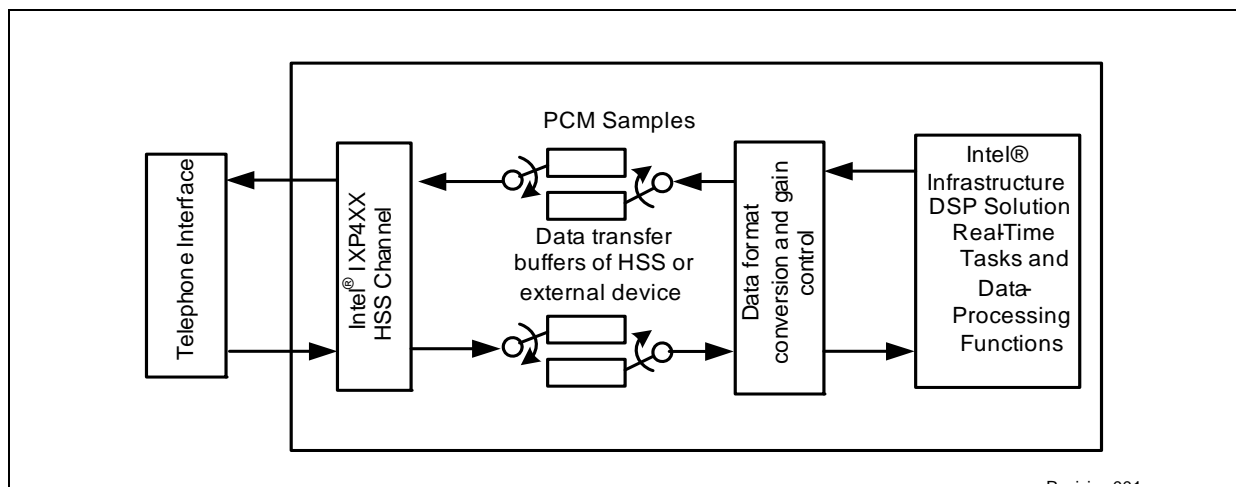 PCM Samples
Telephone Interface
Intel® IXP4XX
HSS Channel
Data transfer
buffers of HSS or
external device
Data format
conversion and gain
control
Intel®
Infrastructure
DSP Solution
Real-Time
Tasks and
Data-
Processing
Functions